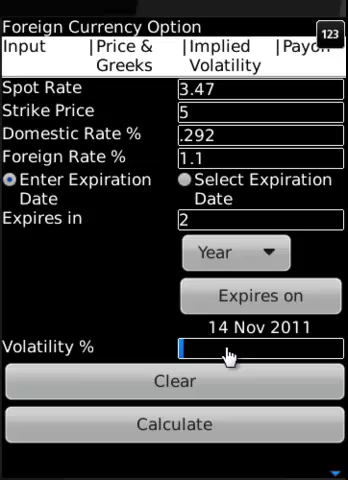 Foreign Currency Option
123
Input |Price & Greeks |Implied Volatility |Payo
Spot Rate 3.47
Strike Price 5
Domestic Rate % .292
Foreign Rate % 1.1
Enter Expiration Date Select Expiration Date
Expires in 2
Year
Expires on
14 Nov 2011
Volatility %
Clear
Calculate